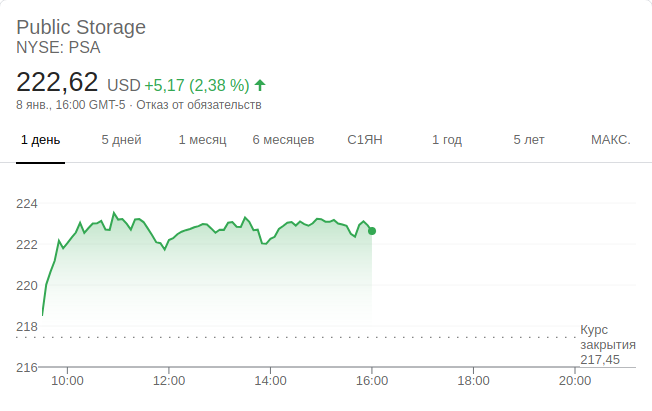 Public Storage
NYSE: PSA
222,62 USD +5,17 (2,38 %)
8 янв., 16:00 GMT-5 · Отказ от обязательств
1 день 5 дней 1 месяц 6 месяцев С1ЯН 1 год 5 лет МАКС.
224
222
220
218
Курс
закрытия
217,45
216
10:00 12:00 14:00 16:00 18:00 20:00